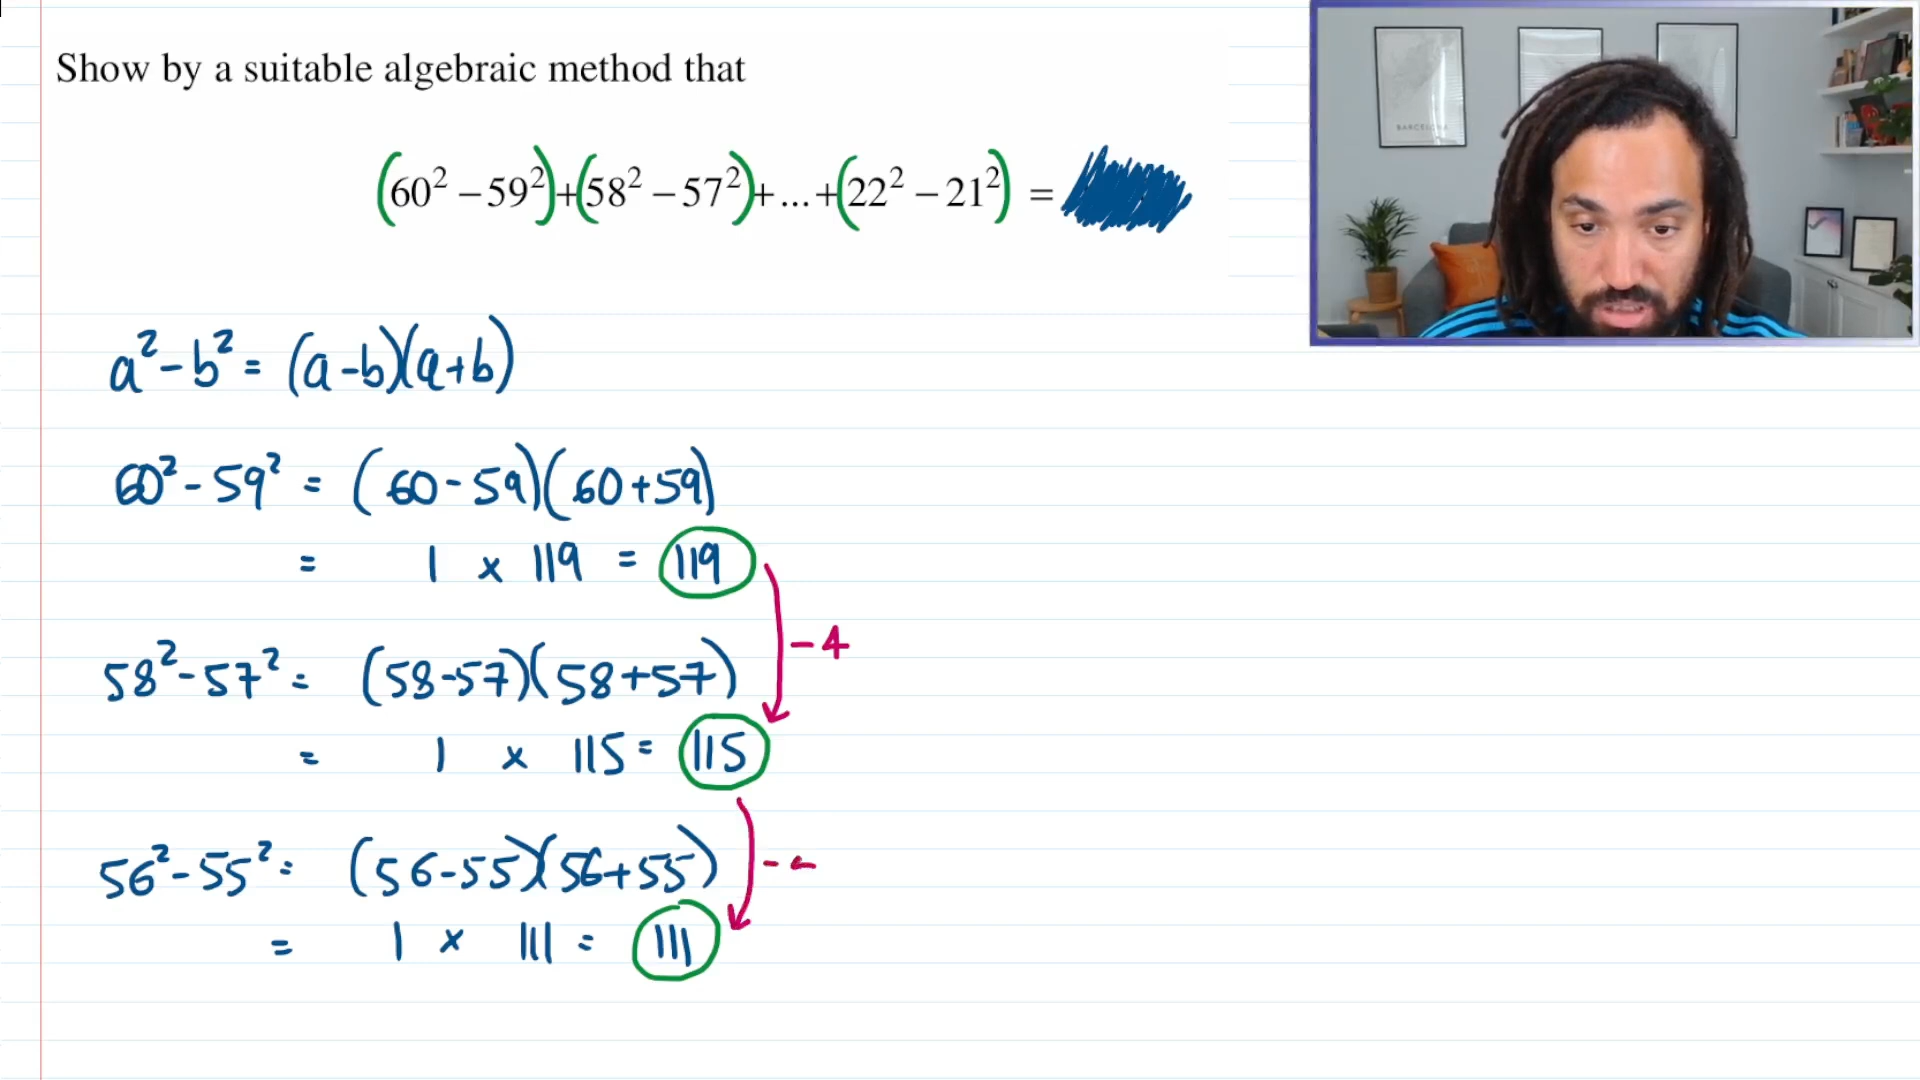 Show by a suitable algebraic method that
(60² − 59²)+(58² − 57²)+ ... +(22² − 21²) =
BARCELONA
a² - b² = (a-b)(a+b)
60² - 59² = (60-59)(60+59)
= 1 × 119 = 119
-4
58² - 57² = (58-57)(58+57)
= 1 × 115 = 115
56² - 55² = (56-55)(56+55)
= 1 × 111 = 111